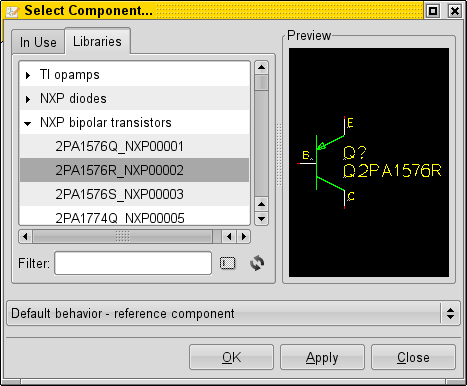 Select Component...
In Use
Libraries
TI opamps
NXP diodes
NXP bipolar transistors
2PA1576Q_NXP00001
2PA1576R_NXP00002
2PA1576S_NXP00003
2PA1774Q_NXP00005
Filter:
Preview
E
B
Q?
Q2PA1576R
C
Default behavior - reference component
OK
Apply
Close